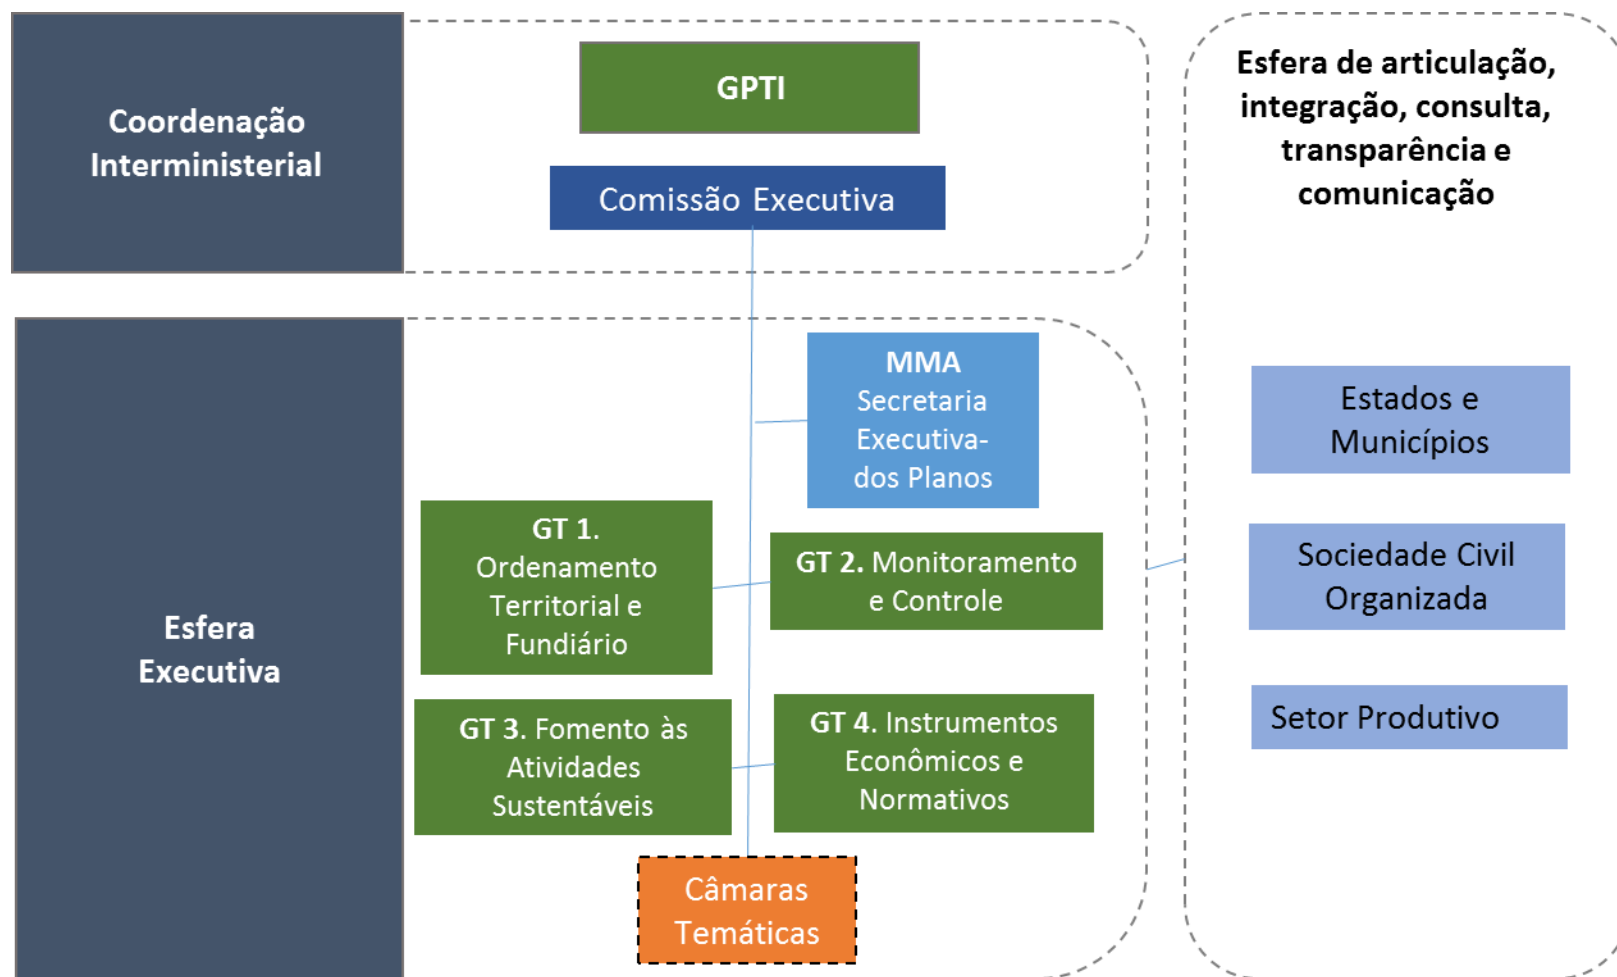 Coordenação
Interministerial
GPTI
Comissão Executiva
Esfera de articulação,
integração, consulta,
transparência e
comunicação
Esfera
Executiva
MMA
Secretaria
Executiva-
dos Planos
GT 1.
Ordenamento
Territorial e
Fundiário
GT 2. Monitoramento
e Controle
GT 3. Fomento às
Atividades
Sustentáveis
GT 4. Instrumentos
Econômicos e
Normativos
Câmaras
Temáticas
Estados e
Municípios
Sociedade Civil
Organizada
Setor Produtivo